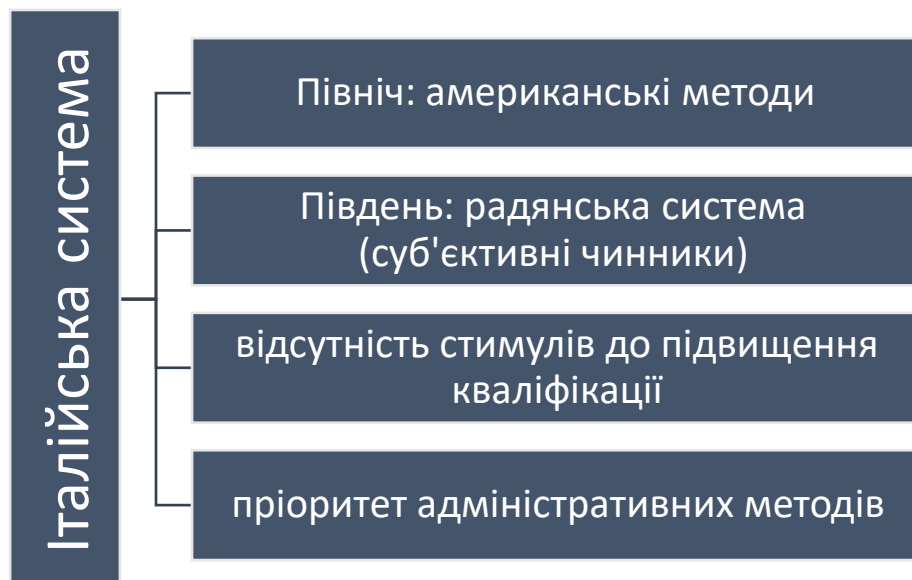 Італійська система
Північ: американські методи
Південь: радянська система
(суб'єктивні чинники)
відсутність стимулів до підвищення
кваліфікації
пріоритет адміністративних методів